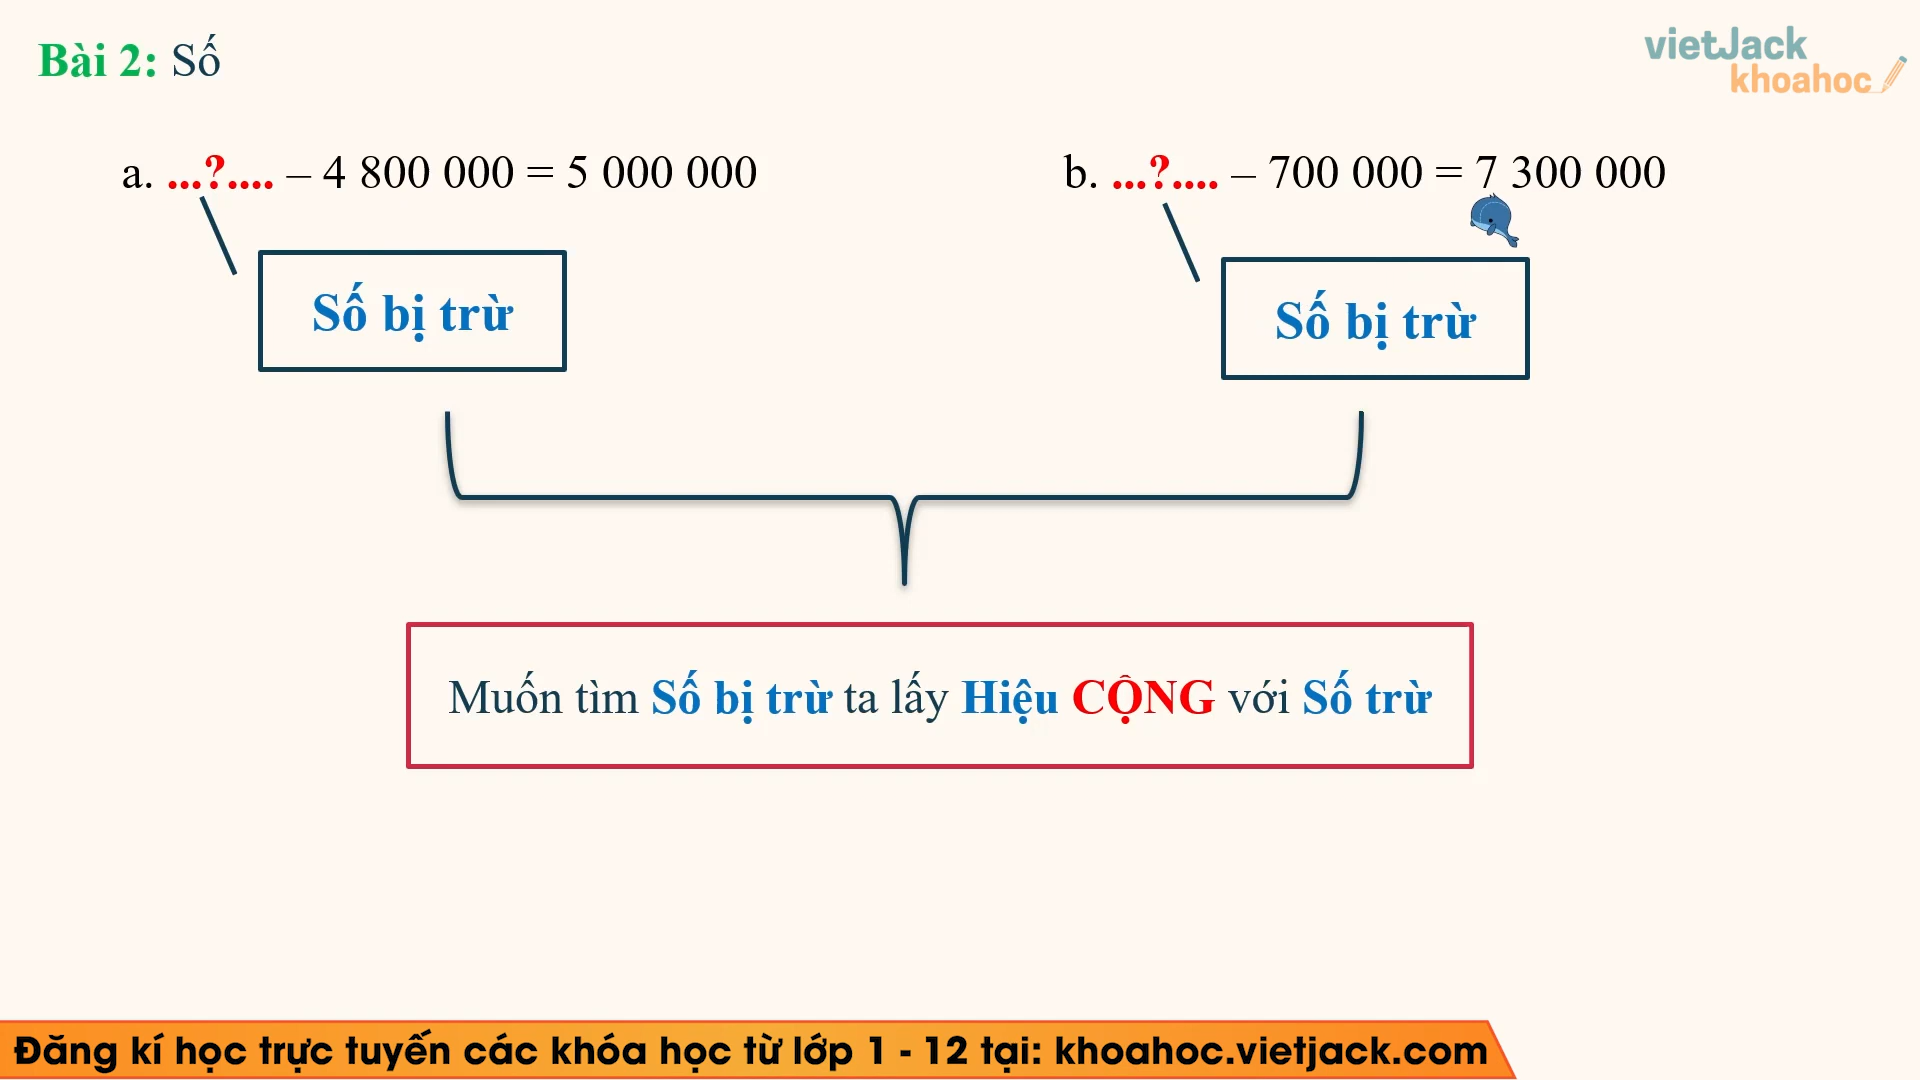 Bài 2: Số
vietJack
khoahoc
a. ...?.... – 4 800 000 = 5 000 000
b. ...?.... – 700 000 = 7 300 000
Số bị trừ
Số bị trừ
Muốn tìm Số bị trừ ta lấy Hiệu CỘNG với Số trừ
Đăng kí học trực tuyến các khóa học từ lớp 1 - 12 tại: khoahoc.vietjack.com